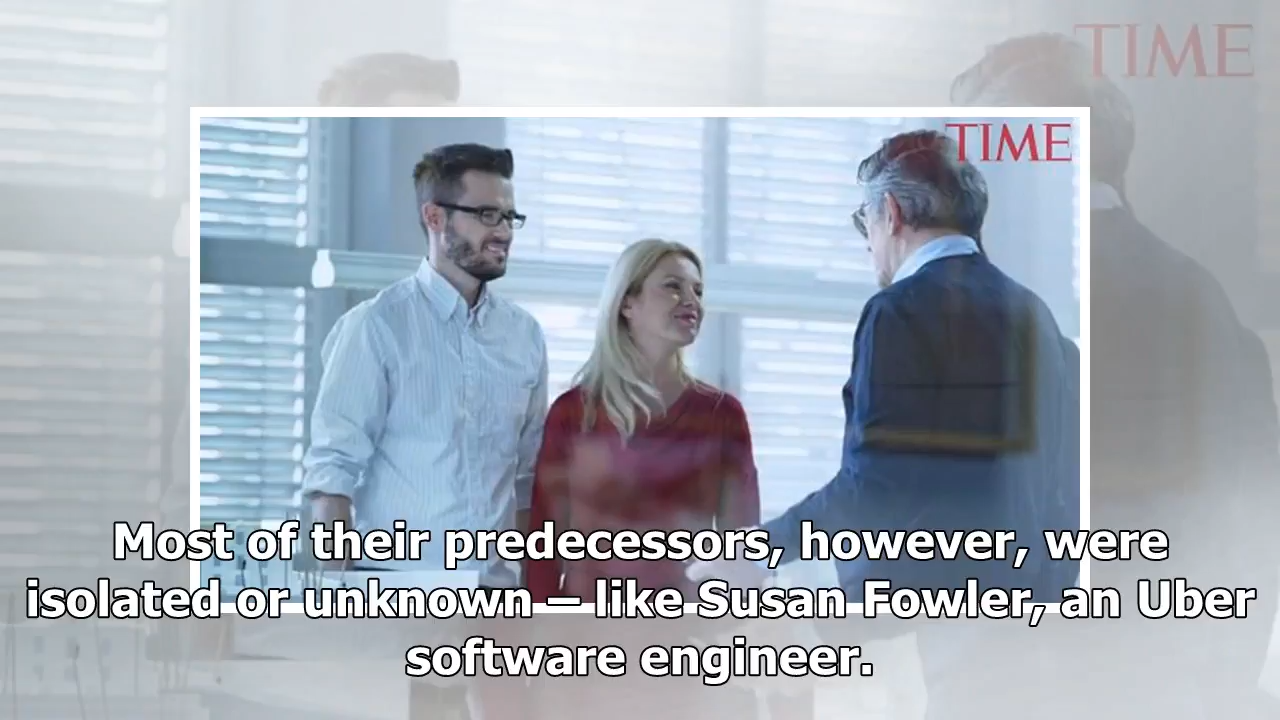 TIME
TIME
Most of their predecessors, however, were
isolated or unknown — like Susan Fowler, an Uber
software engineer.